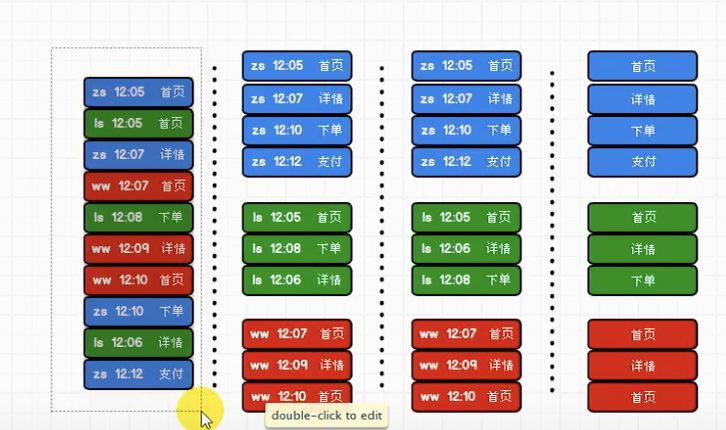 zs 12:05 首页
ls 12:05 首页
zs 12:07 详情
ww 12:07 首页
ls 12:08 下单
ww 12:09 详情
ww 12:10 首页
zs 12:10 下单
ls 12:06 详情
zs 12:12 支付
zs 12:05 首页
zs 12:07 详情
zs 12:10 下单
zs 12:12 支付
ls 12:05 首页
ls 12:08 下单
ls 12:06 详情
ww 12:07 首页
ww 12:09 详情
ww 12:10 首页
zs 12:05 首页
zs 12:07 详情
zs 12:10 下单
zs 12:12 支付
ls 12:05 首页
ls 12:06 详情
ls 12:08 下单
ww 12:07 首页
ww 12:09 详情
ww 12:10 首页
首页
详情
下单
支付
首页
详情
下单
首页
详情
首页
double-click to edit